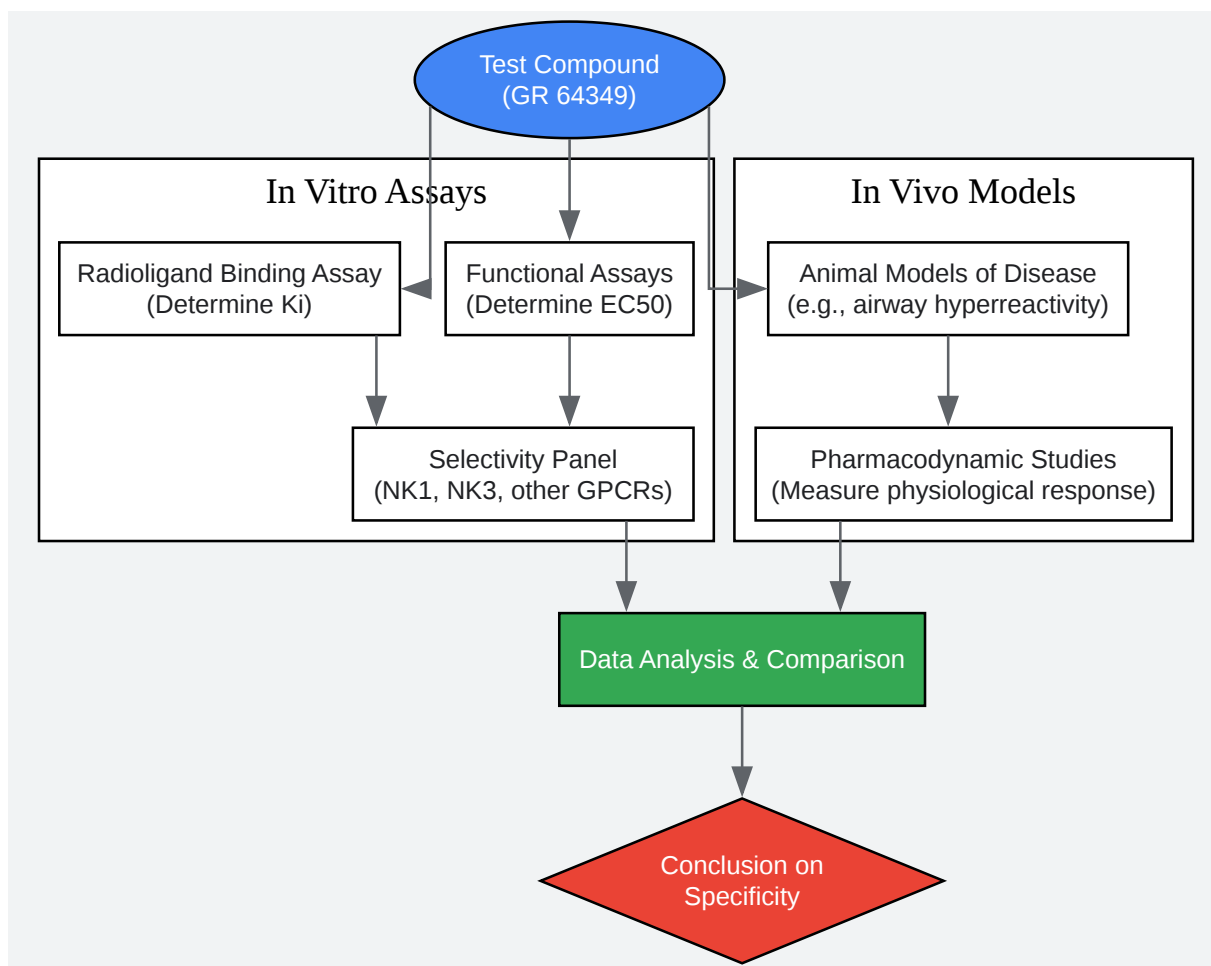 Test Compound
(GR 64349)
In Vitro Assays
In Vivo Models
Radioligand Binding Assay
(Determine Ki)
Functional Assays
(Determine EC50)
Animal Models of Disease
(e.g., airway hyperreactivity)
Selectivity Panel
(NK1, NK3, other GPCRs)
Pharmacodynamic Studies
(Measure physiological response)
Data Analysis & Comparison
Conclusion on
Specificity